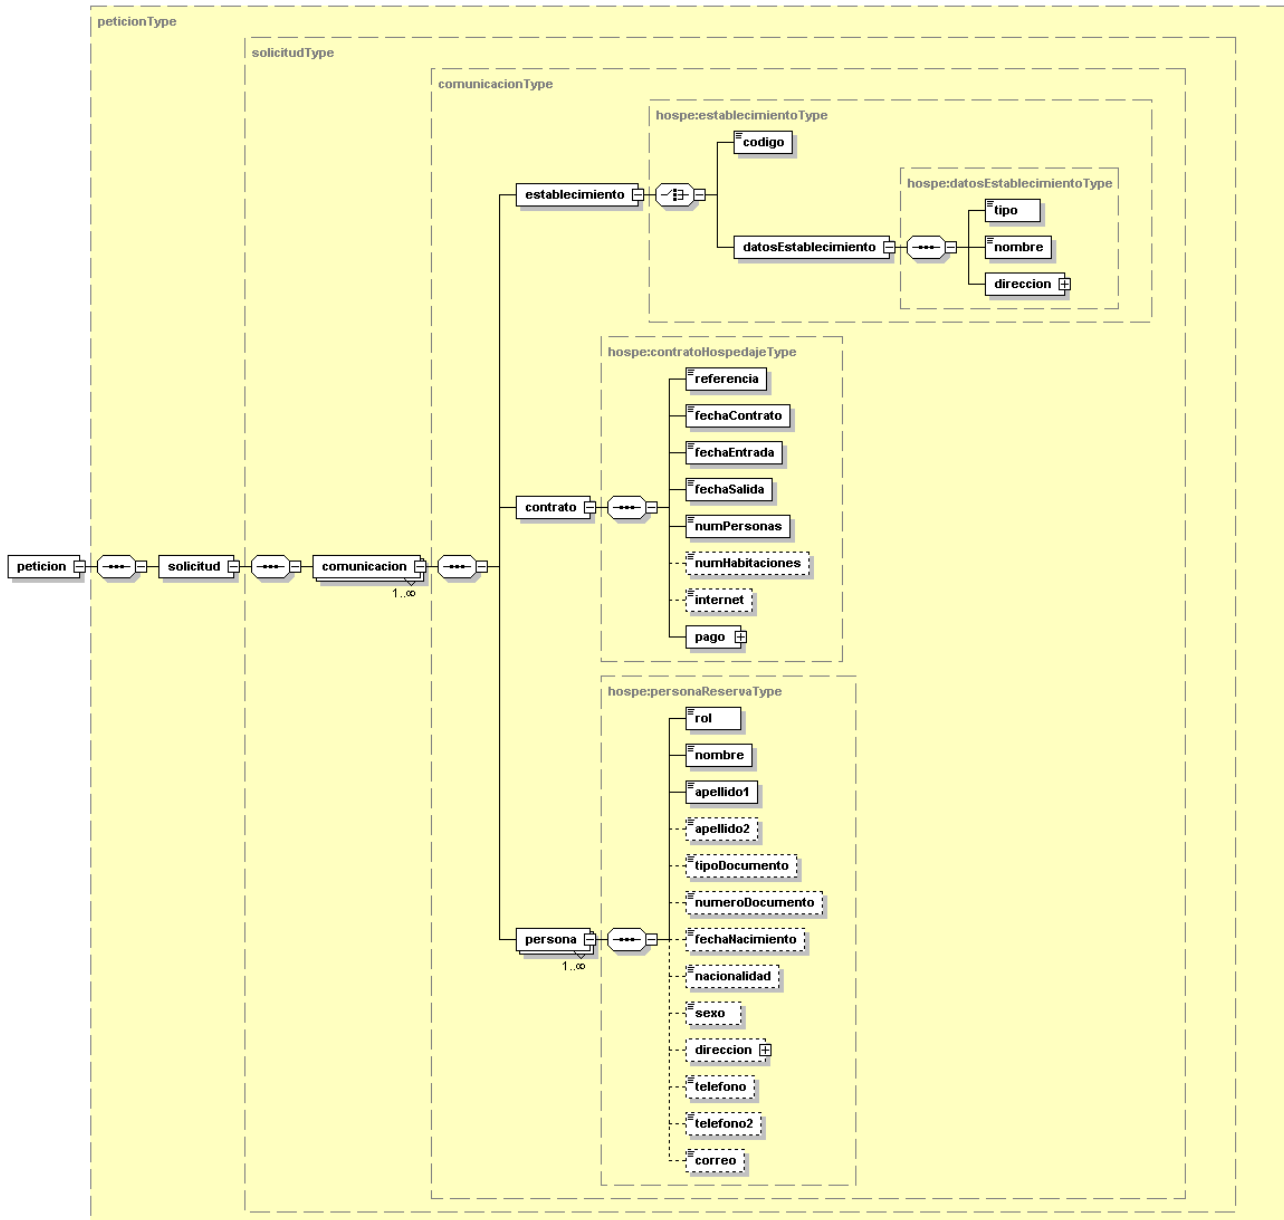 peticionType
solicitudType
comunicacionType
hospe:establecimientoType
codigo
hospe:datosEstablecimientoType
establecimiento
tipo
datosEstablecimiento
nombre
direccion
hospe:contratoHospedajeType
referencia
fechaContrato
fechaEntrada
fechaSalida
contrato
numPersonas
peticion
solicitud
comunicacion
1..∞
numHabitaciones
internet
pago
hospe:personaReservaType
rol
nombre
apellido1
apellido2
tipoDocumento
numeroDocumento
persona
1..∞
fechaNacimiento
nacionalidad
sexo
direccion
telefono
telefono2
correo